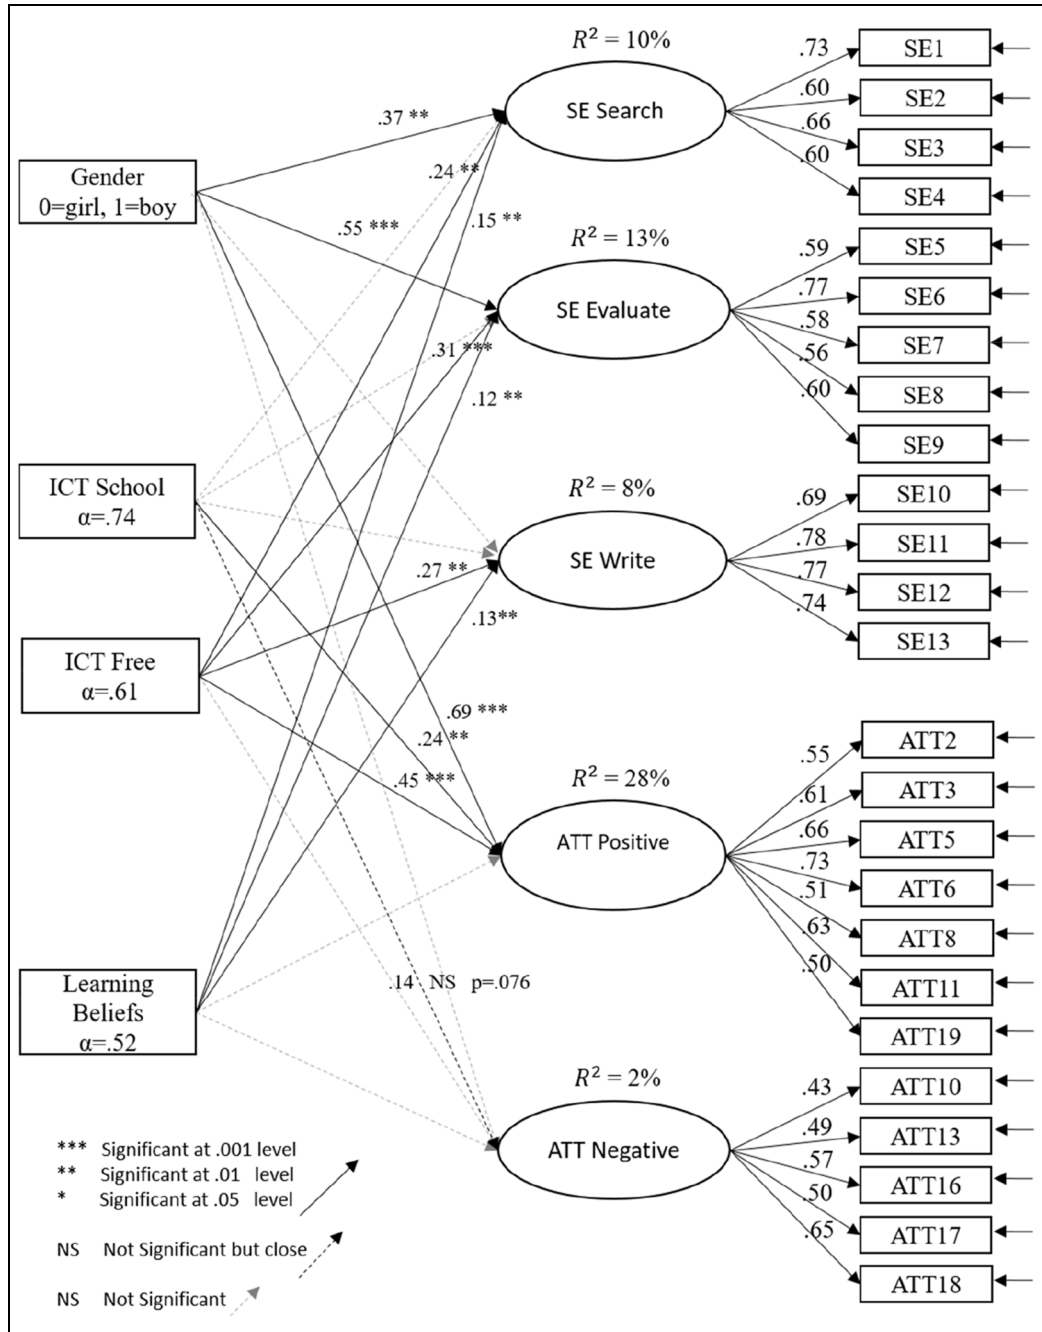 R² = 10%
SE Search
.73
SE1
.60
SE2
.66
SE3
.60
SE4
Gender
0=girl, 1=boy
.37 **
.24 **
.15 **
.55 ***
R² = 13%
SE Evaluate
.59
SE5
.77
SE6
.58
SE7
.56
SE8
.60
SE9
.31 ***
.12 **
ICT School
α=.74
R² = 8%
SE Write
.69
SE10
.78
SE11
.77
SE12
.74
SE13
.27 **
.13**
ICT Free
α=.61
.69 ***
.24 **
.45 ***
R² = 28%
ATT Positive
.55
ATT2
.61
ATT3
.66
ATT5
.73
ATT6
.51
ATT8
.63
ATT11
.50
ATT19
Learning
Beliefs
α=.52
.14 NS p=.076
R² = 2%
ATT Negative
.43
ATT10
.49
ATT13
.57
ATT16
.50
ATT17
.65
ATT18
*** Significant at .001 level
** Significant at .01 level
* Significant at .05 level
NS Not Significant but close
NS Not Significant